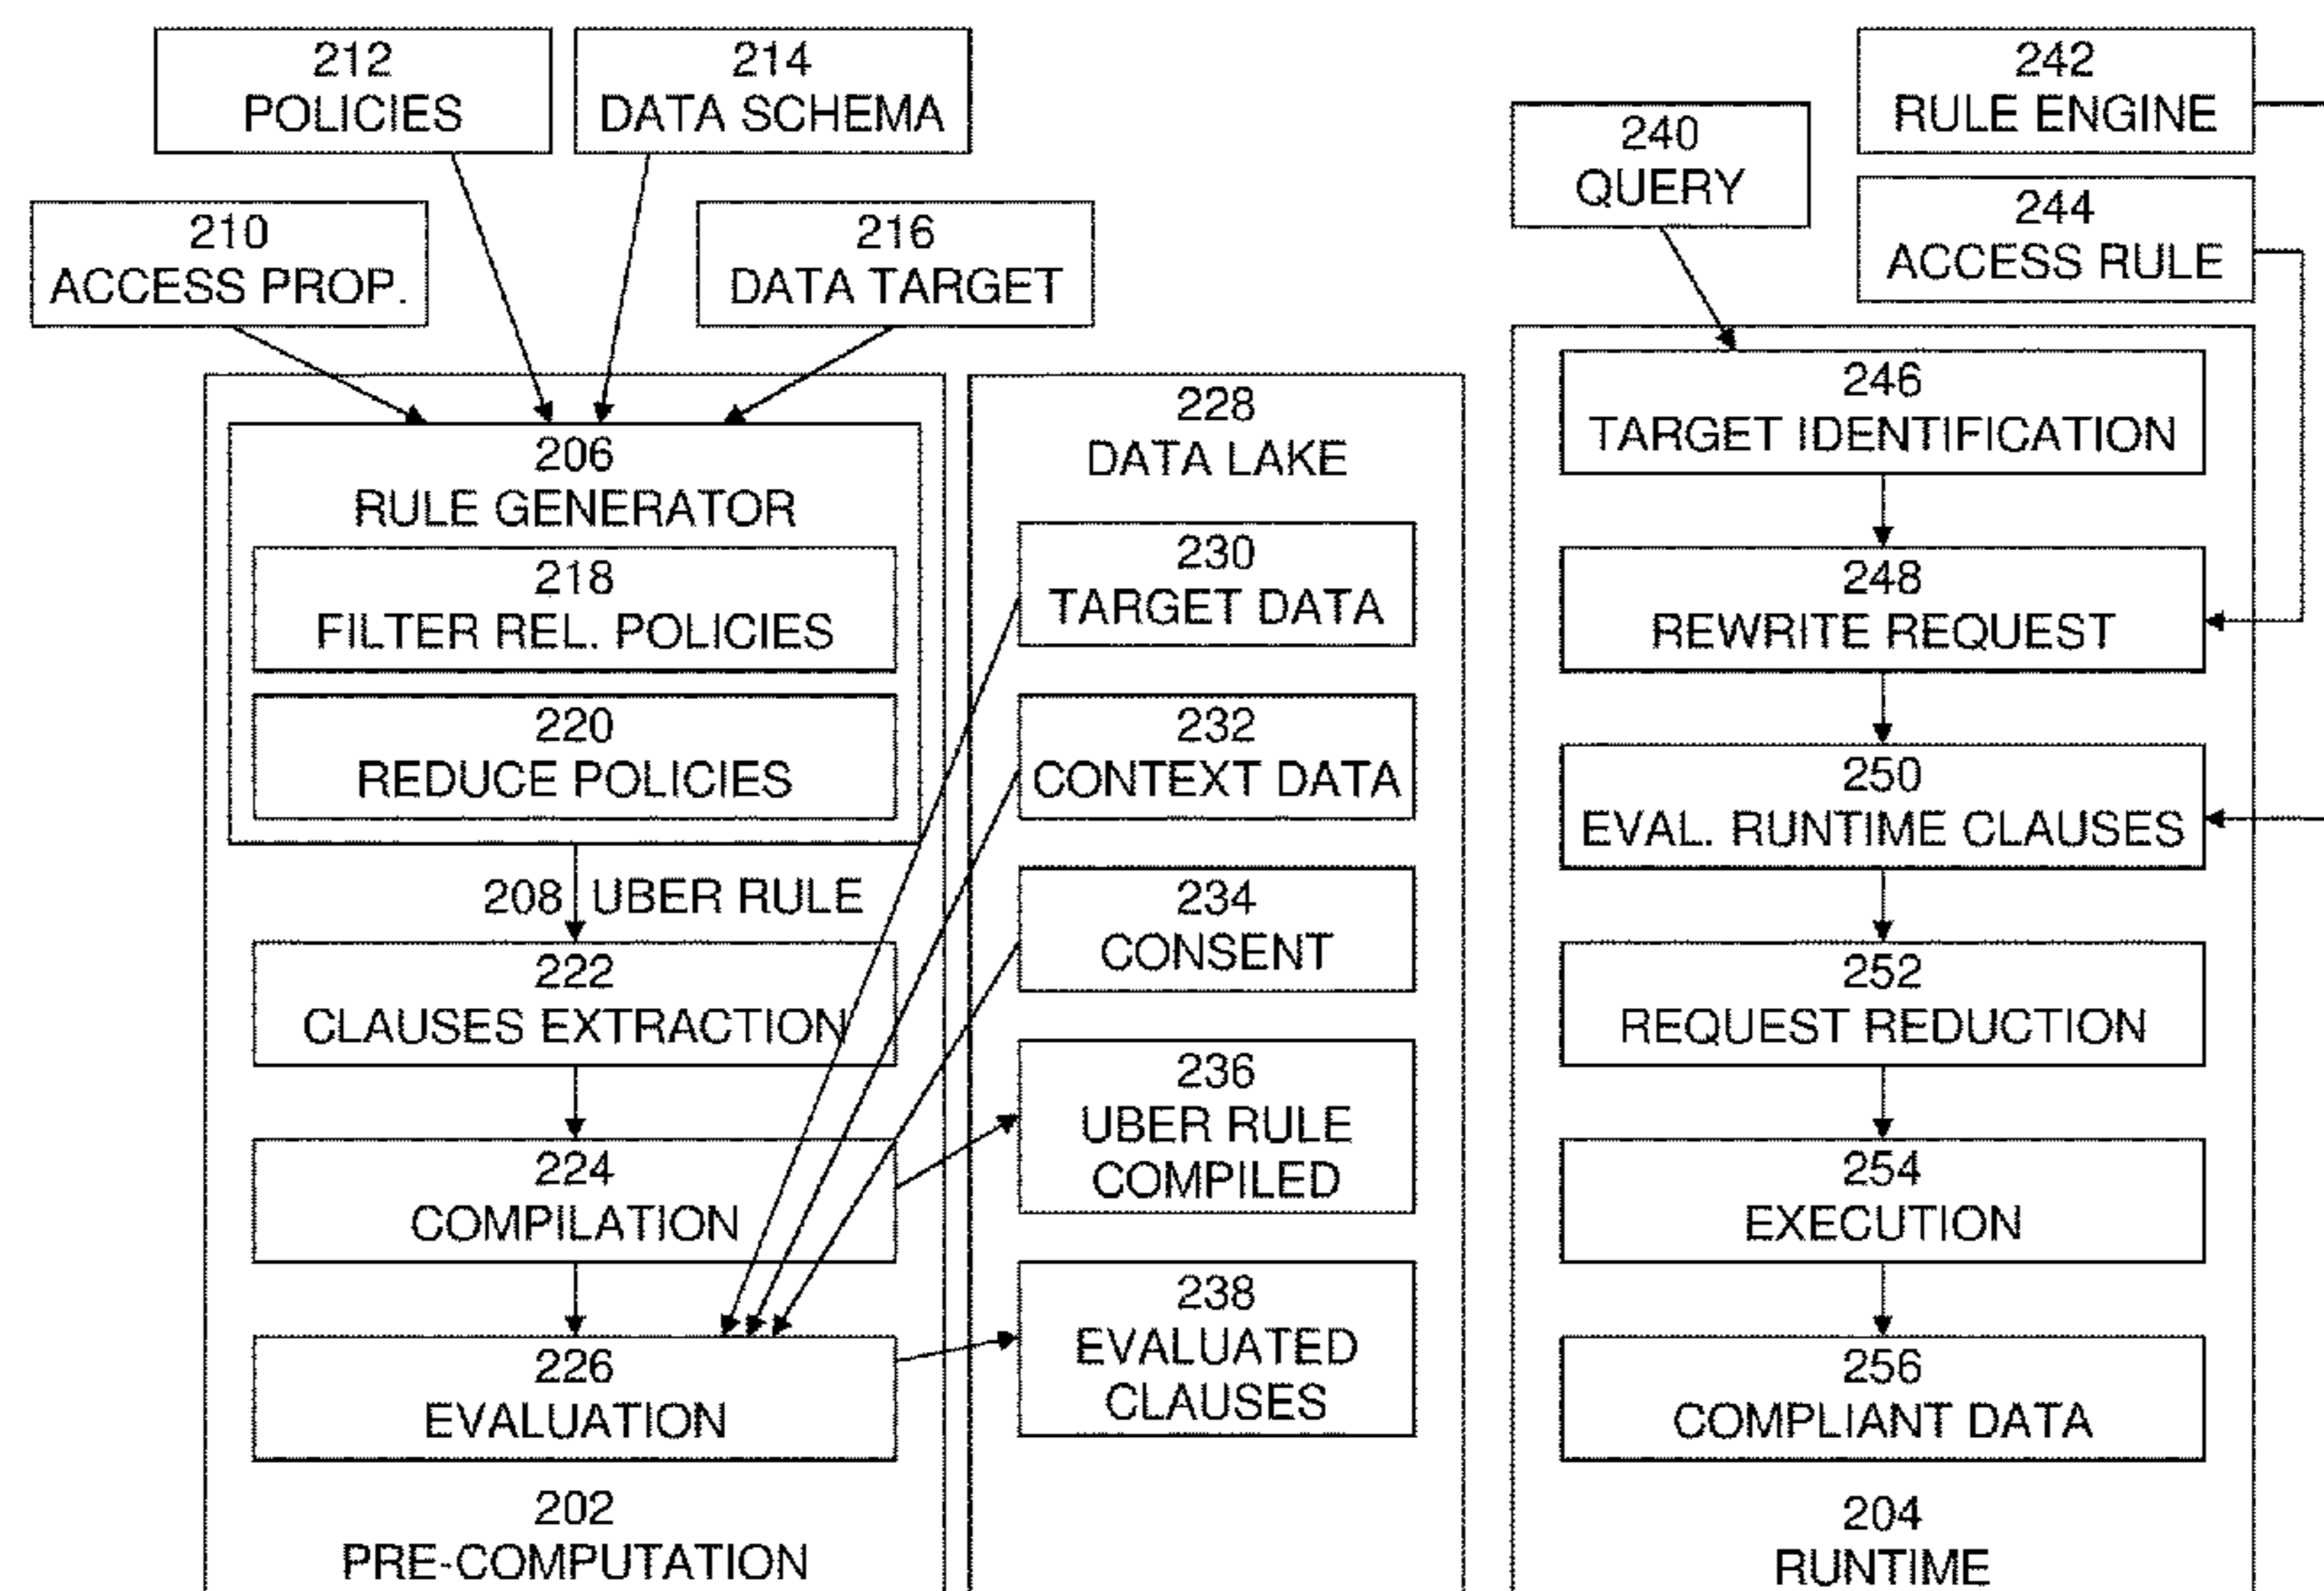 212
POLICIES
214
DATA SCHEMA
210
ACCESS PROP.
216
DATA TARGET
206
RULE GENERATOR
218
FILTER REL. POLICIES
220
REDUCE POLICIES
208 UBER RULE
222
CLAUSES EXTRACTION
224
COMPILATION
226
EVALUATION
202
PRE-COMPUTATION
228
DATA LAKE
230
TARGET DATA
232
CONTEXT DATA
234
CONSENT
236
UBER RULE
COMPILED
238
EVALUATED
CLAUSES
240
QUERY
242
RULE ENGINE
244
ACCESS RULE
246
TARGET IDENTIFICATION
248
REWRITE REQUEST
250
EVAL. RUNTIME CLAUSES
252
REQUEST REDUCTION
254
EXECUTION
256
COMPLIANT DATA
204
RUNTIME